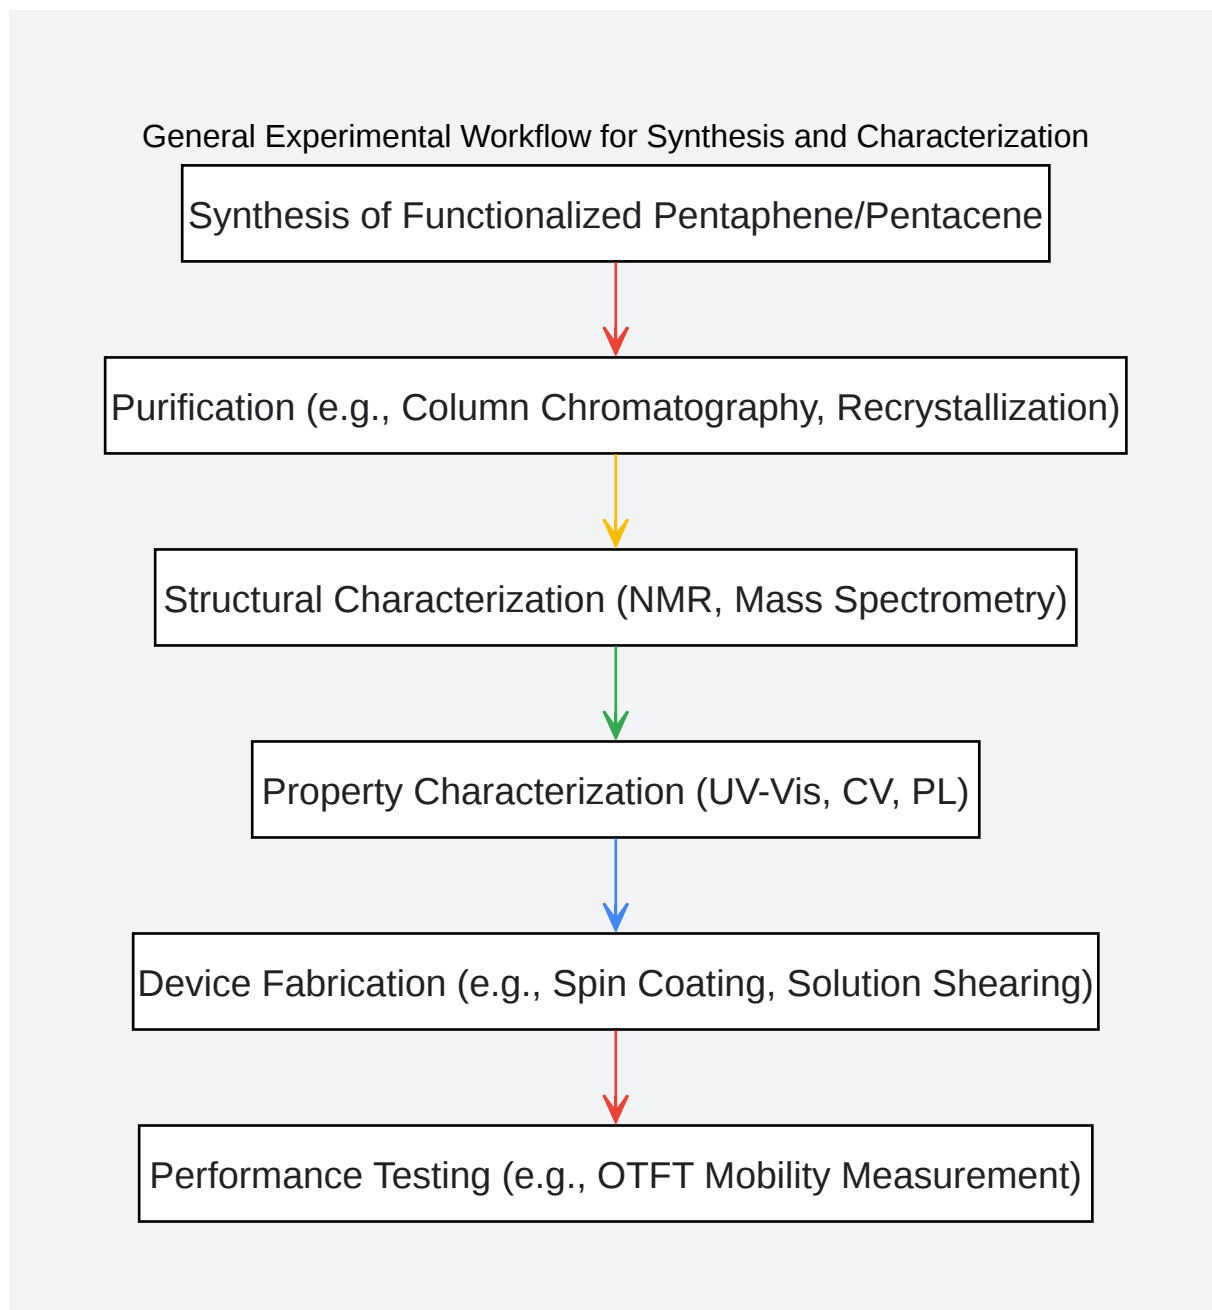 General Experimental Workflow for Synthesis and Characterization
Synthesis of Functionalized Pentaphene/Pentacene
Purification (e.g., Column Chromatography, Recrystallization)
Structural Characterization (NMR, Mass Spectrometry)
Property Characterization (UV-Vis, CV, PL)
Device Fabrication (e.g., Spin Coating, Solution Shearing)
Performance Testing (e.g., OTFT Mobility Measurement)